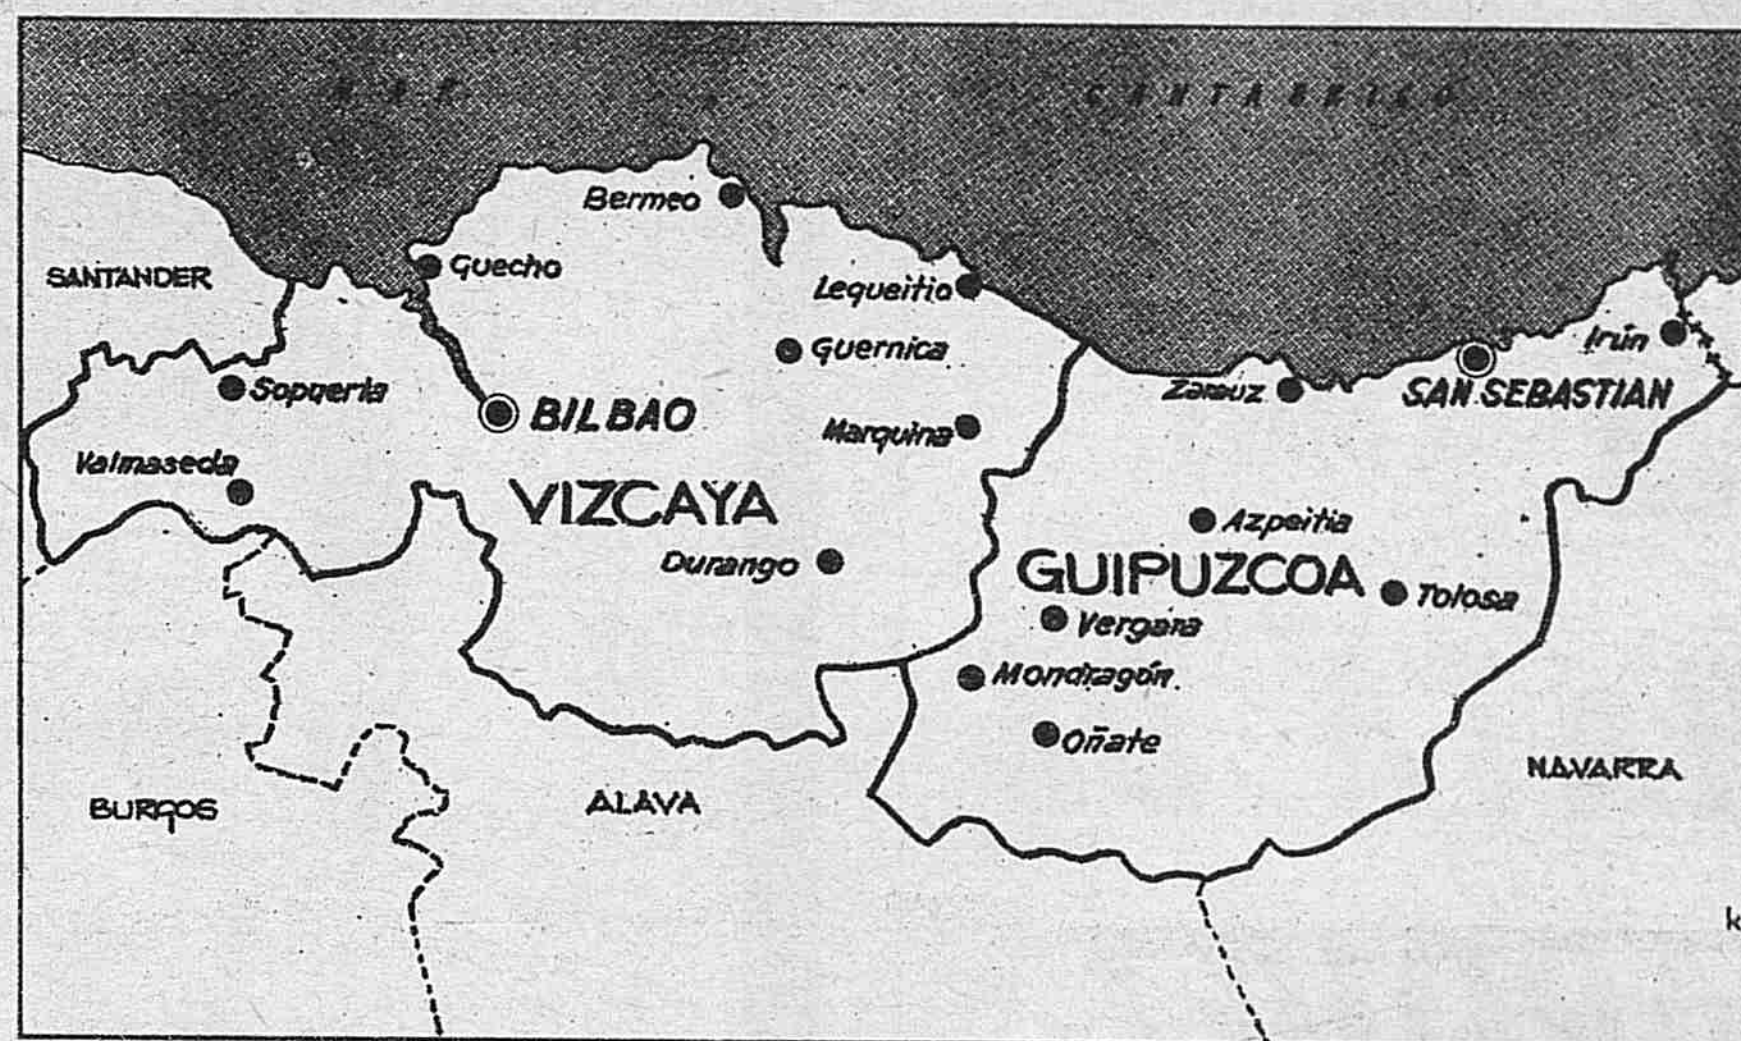 MAR CANTABRICO
Bermeo
SANTANDER
Guecho
Lequeitio
Guernica
Irún
Sopuerta
Zarauz
SAN SEBASTIAN
BILBAO
Marquina
Valmaseda
VIZCAYA
Azpeitia
Durango
GUIPUZCOA
Tolosa
Vergara
Mondragón
Oñate
NAVARRA
BURGOS
ALAVA
k